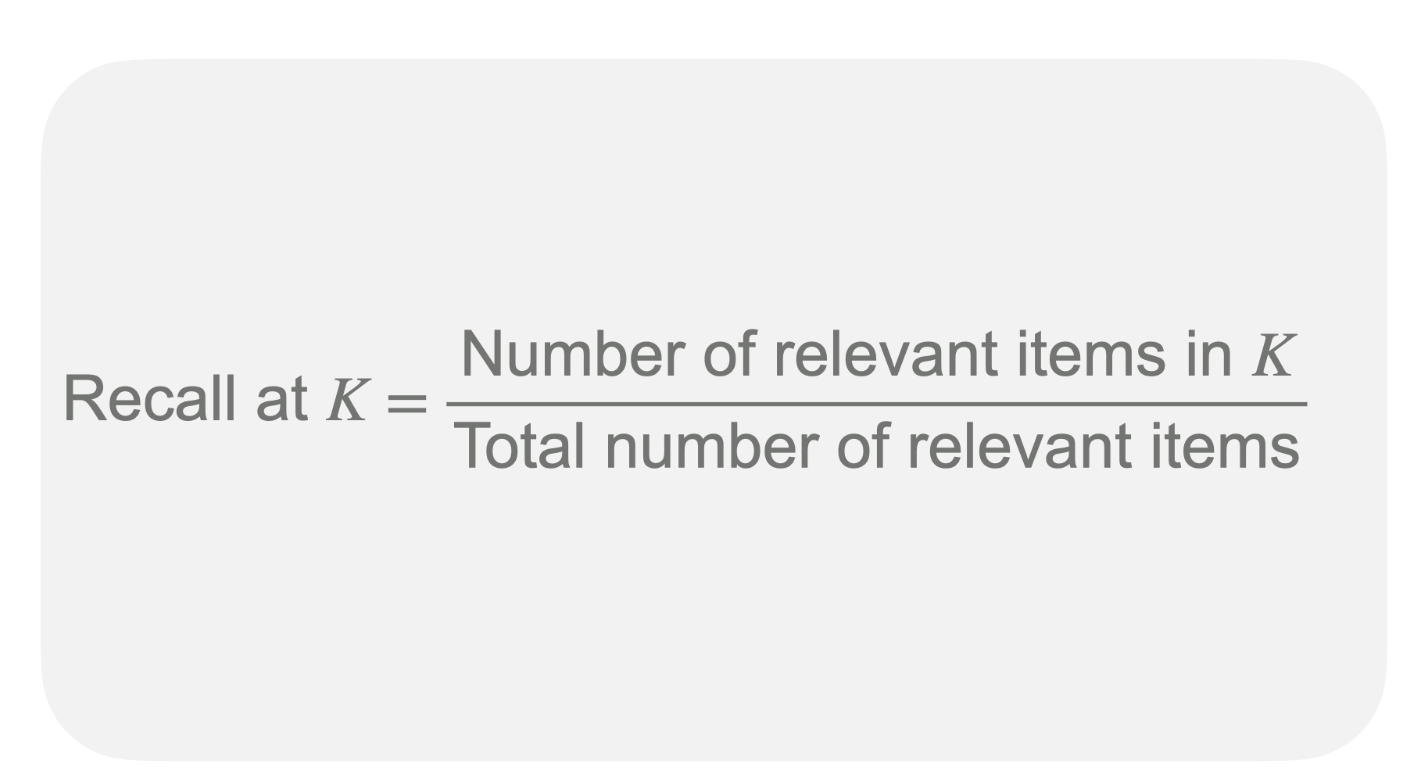 Recall at K = Number of relevant items in K
Total number of relevant items